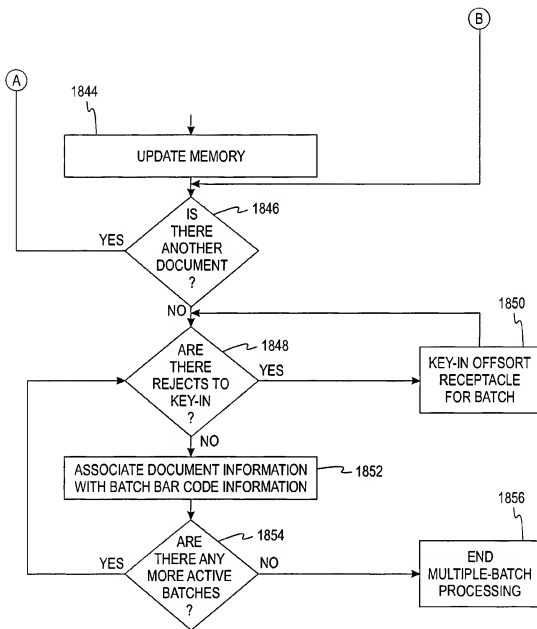 B
A
1844
UPDATE MEMORY
1846
IS
THERE
ANOTHER
DOCUMENT
?
YES
NO
1848
ARE
THERE
REJECTS TO
KEY-IN
?
YES
1850
KEY-IN OFFSORT
RECEPTACLE
FOR BATCH
NO
ASSOCIATE DOCUMENT INFORMATION
WITH BATCH BAR CODE INFORMATION
1852
1854
ARE
THERE ANY
MORE ACTIVE
BATCHES
?
YES
NO
1856
END
MULTIPLE-BATCH
PROCESSING